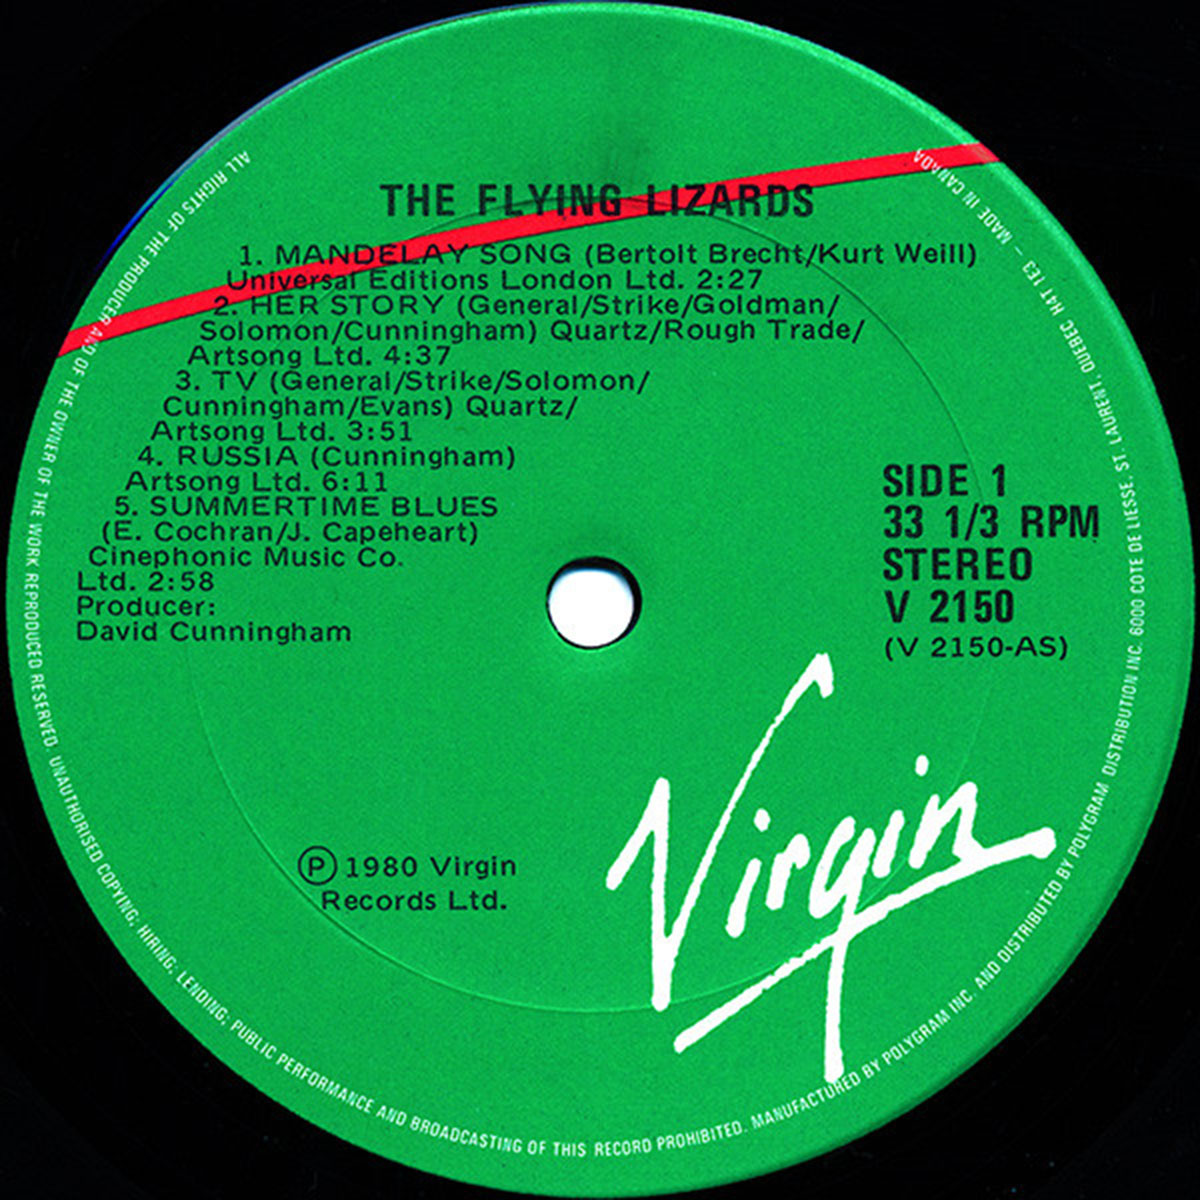 THE FLYING LIZARDS
1. MANDELAY SONG (Bertolt Brecht/Kurt Weill)
Universal Editions London Ltd. 2:27
2. HER STORY (General/Strike/Goldman/
Solomon/Cunningham) Quartz/Rough Trade/
Artsong Ltd. 4:37
3. TV (General/Strike/Solomon/
Cunningham/Evans) Quartz/
Artsong Ltd. 3:51
4. RUSSIA (Cunningham)
Artsong Ltd. 6:11
5. SUMMERTIME BLUES
(E. Cochran/J. Capeheart)
Cinephonic Music Co.
Ltd. 2:58
Producer:
David Cunningham
SIDE 1
33 1/3 RPM
STEREO
V 2150
(V 2150-AS)
Ⓟ 1980 Virgin
Records Ltd.
Virgin
ALL RIGHTS OF THE PRODUCER AND OF THE OWNER OF THE WORK REPRODUCED RESERVED. UNAUTHORISED COPYING; HIRING; LENDING; PUBLIC PERFORMANCE AND BROADCASTING OF THIS RECORD PROHIBITED. MANUFACTURED BY POLYGRAM INC. AND DISTRIBUTED BY POLYGRAM DISTRIBUTION INC. 6000 COTE DE LIESSE, ST. LAURENT, QUEBEC H4T 1E3 – MADE IN CANADA